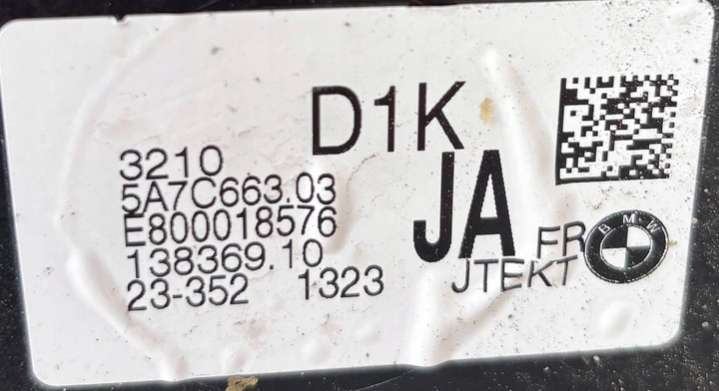 D1K
3210
5A7C663.03
E800018576
138369.10
23-352 1323
JA
FR
JTEKT
BMW